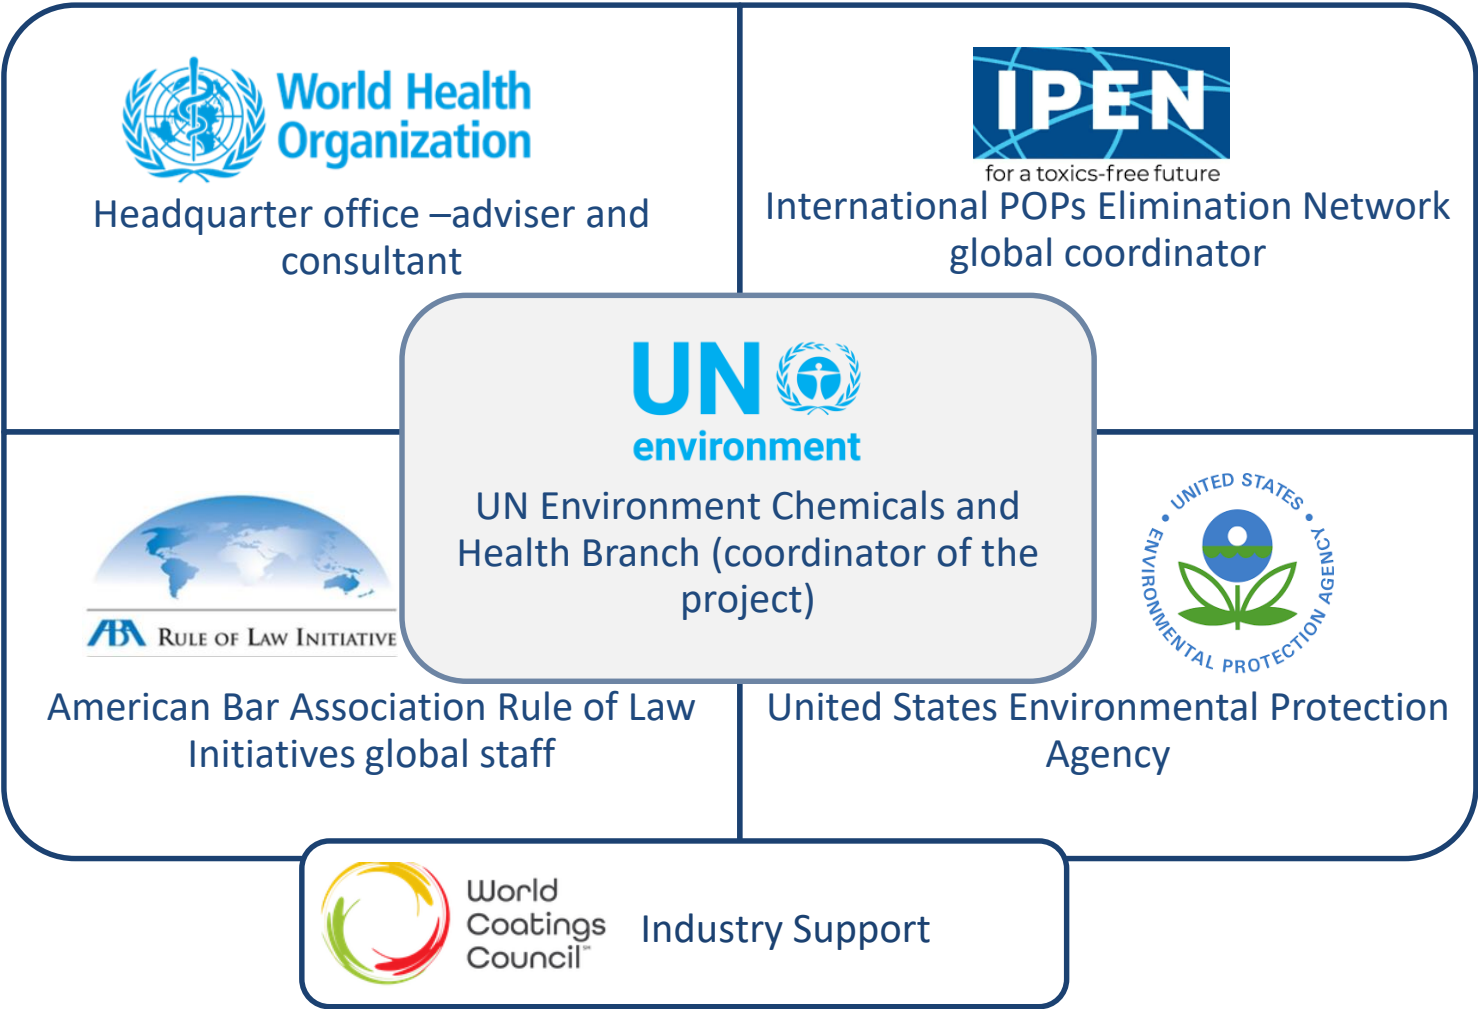 World Health
Organization
Headquarter office –adviser and
consultant
IPEN
for a toxics-free future
International POPs Elimination Network
global coordinator
UN
environment
UN Environment Chemicals and
Health Branch (coordinator of the
project)
ABA RULE OF LAW INITIATIVE
American Bar Association Rule of Law
Initiatives global staff
UNITED STATES
ENVIRONMENTAL PROTECTION AGENCY
United States Environmental Protection
Agency
World
Coatings
Council℠
Industry Support